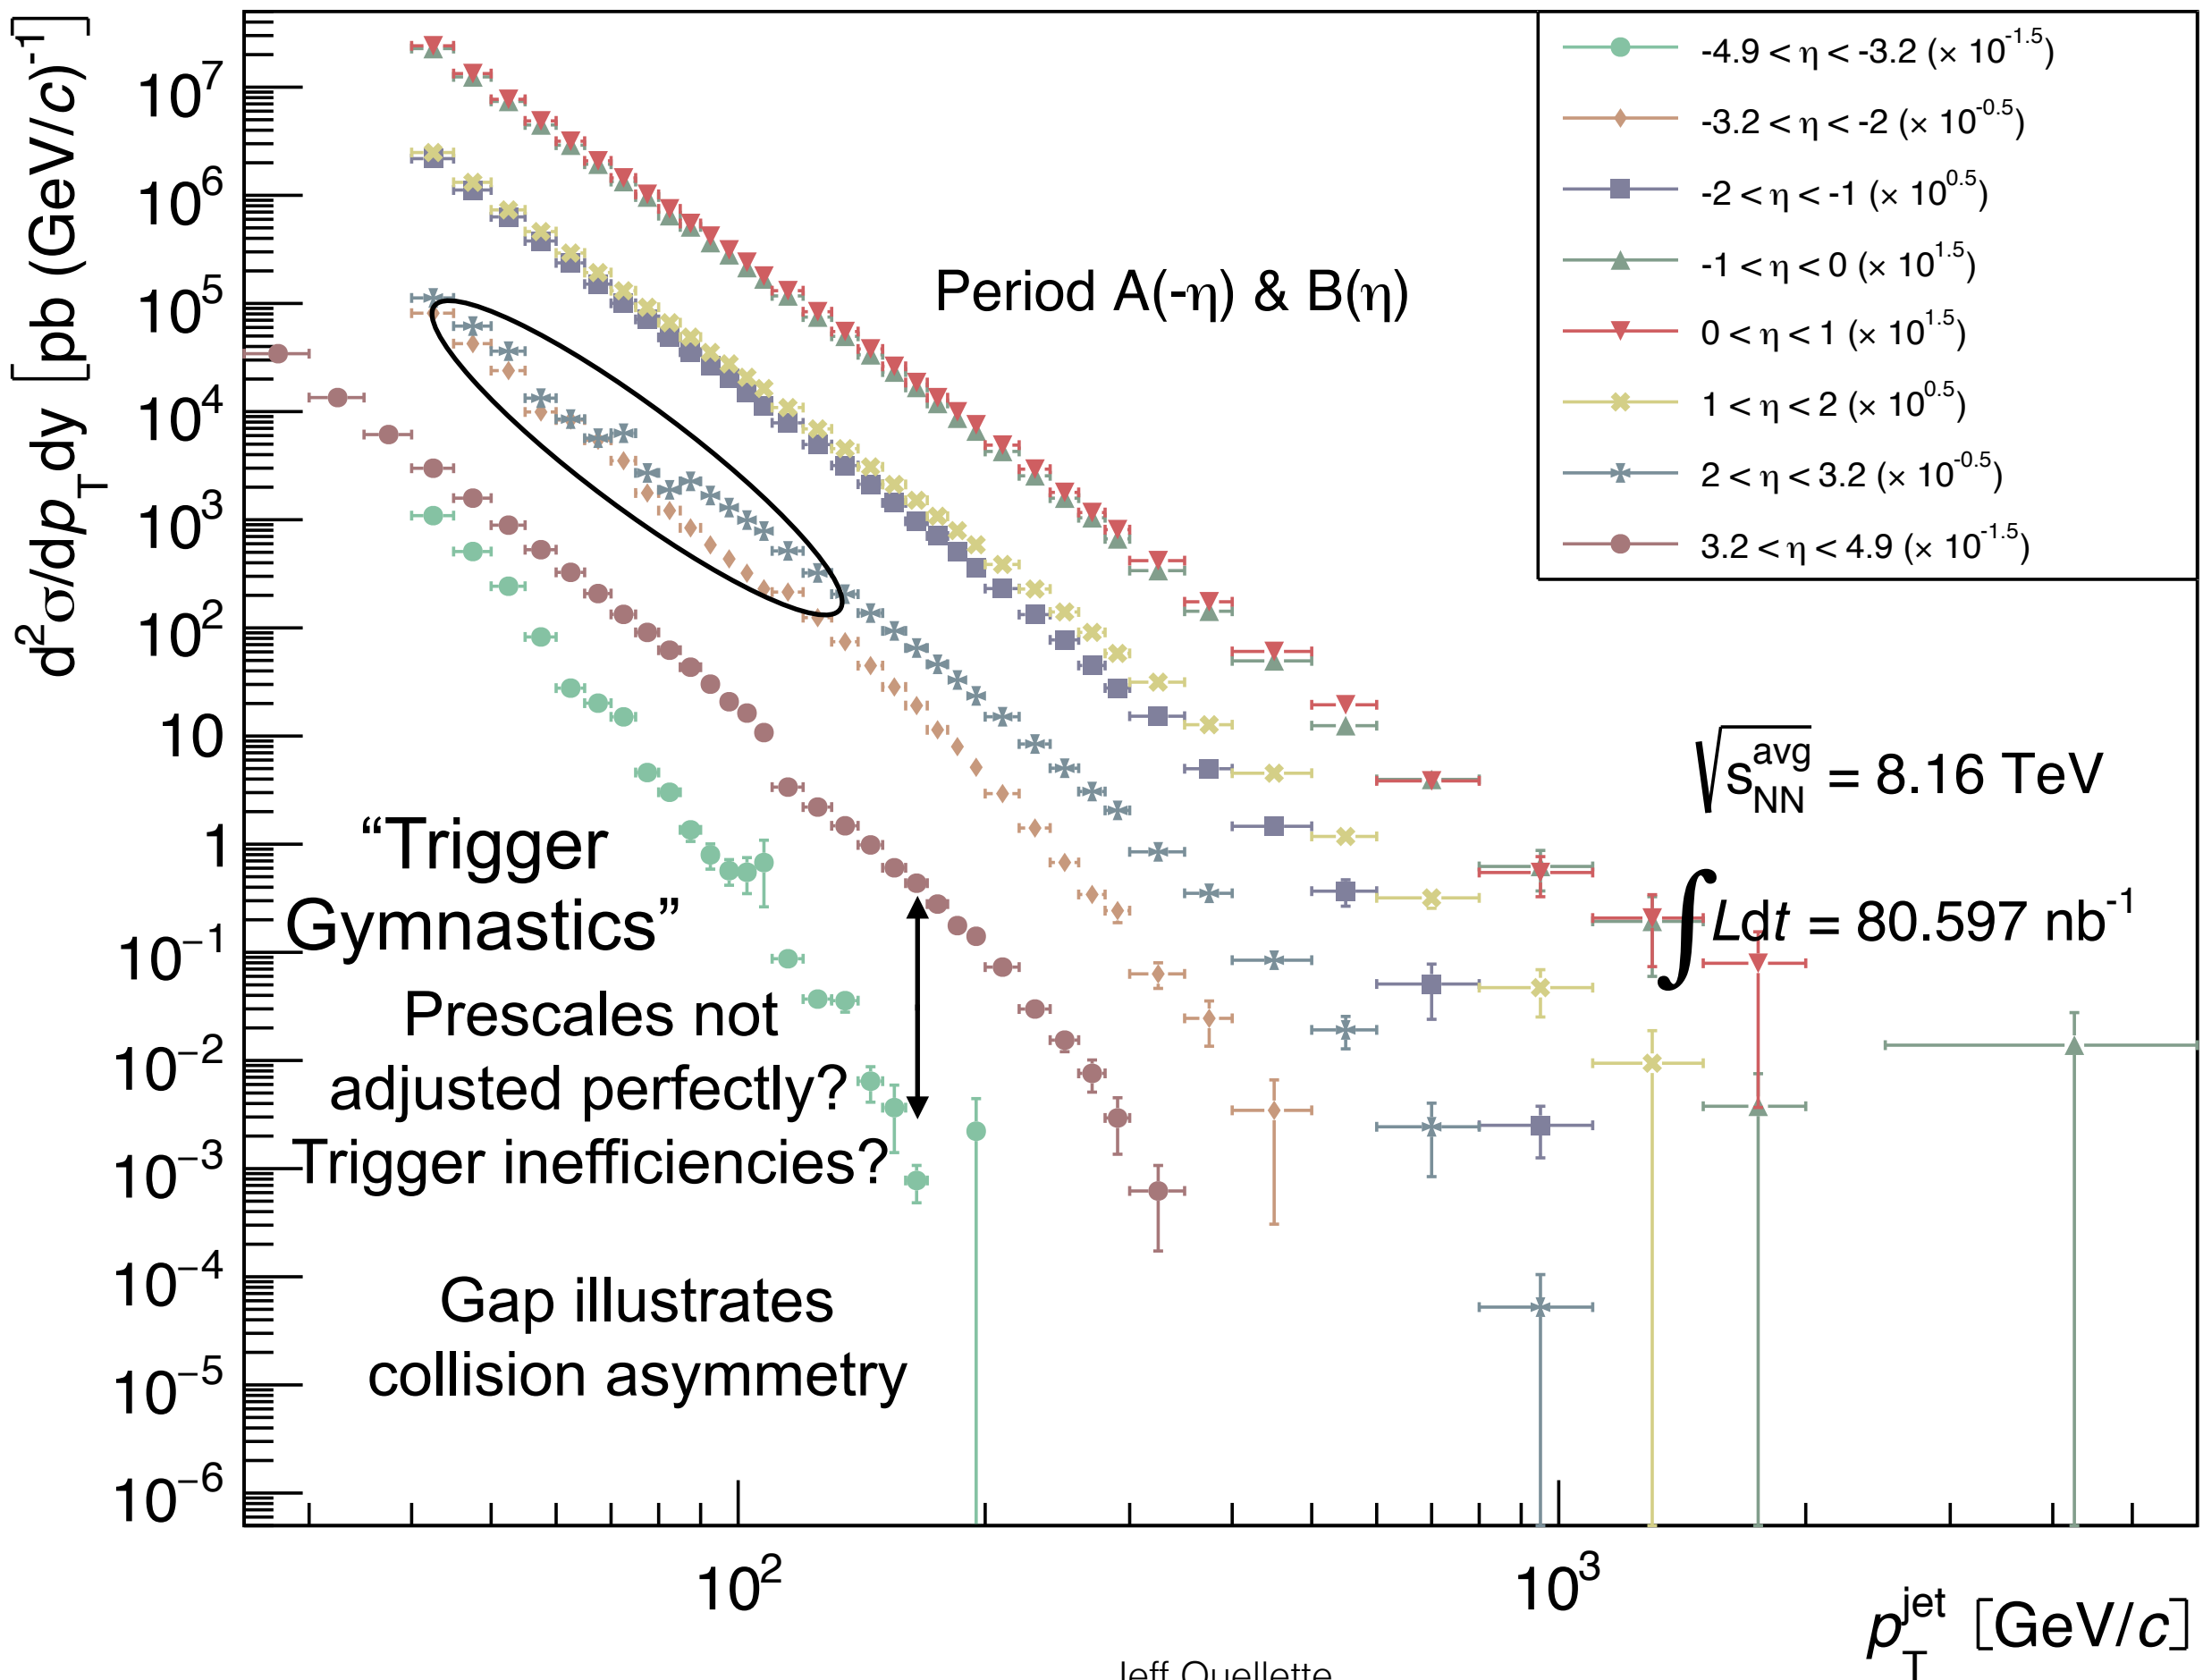 d²σ/dp_T dy [pb (GeV/c)⁻¹]
10⁷
10⁶
10⁵
10⁴
10³
10²
10
1
10⁻¹
10⁻²
10⁻³
10⁻⁴
10⁻⁵
10⁻⁶
-4.9 < η < -3.2 (× 10^-1.5)
-3.2 < η < -2 (× 10^-0.5)
-2 < η < -1 (× 10^0.5)
-1 < η < 0 (× 10^1.5)
0 < η < 1 (× 10^1.5)
1 < η < 2 (× 10^0.5)
2 < η < 3.2 (× 10^-0.5)
3.2 < η < 4.9 (× 10^-1.5)
Period A(-η) & B(η)
√s_NN^avg = 8.16 TeV
∫Ldt = 80.597 nb⁻¹
“Trigger
Gymnastics”
Prescales not
adjusted perfectly?
Trigger inefficiencies?
Gap illustrates
collision asymmetry
10²
10³
p_T^jet [GeV/c]
Jeff Ouellette